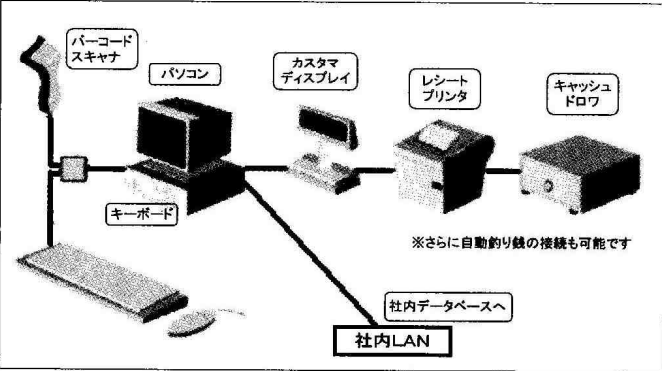 バーコード
スキャナ
パソコン
カスタマ
ディスプレイ
レシート
プリンタ
キャッシュ
ドロワ
キーボード
※さらに自動釣り銭の接続も可能です
社内データベースへ
社内LAN